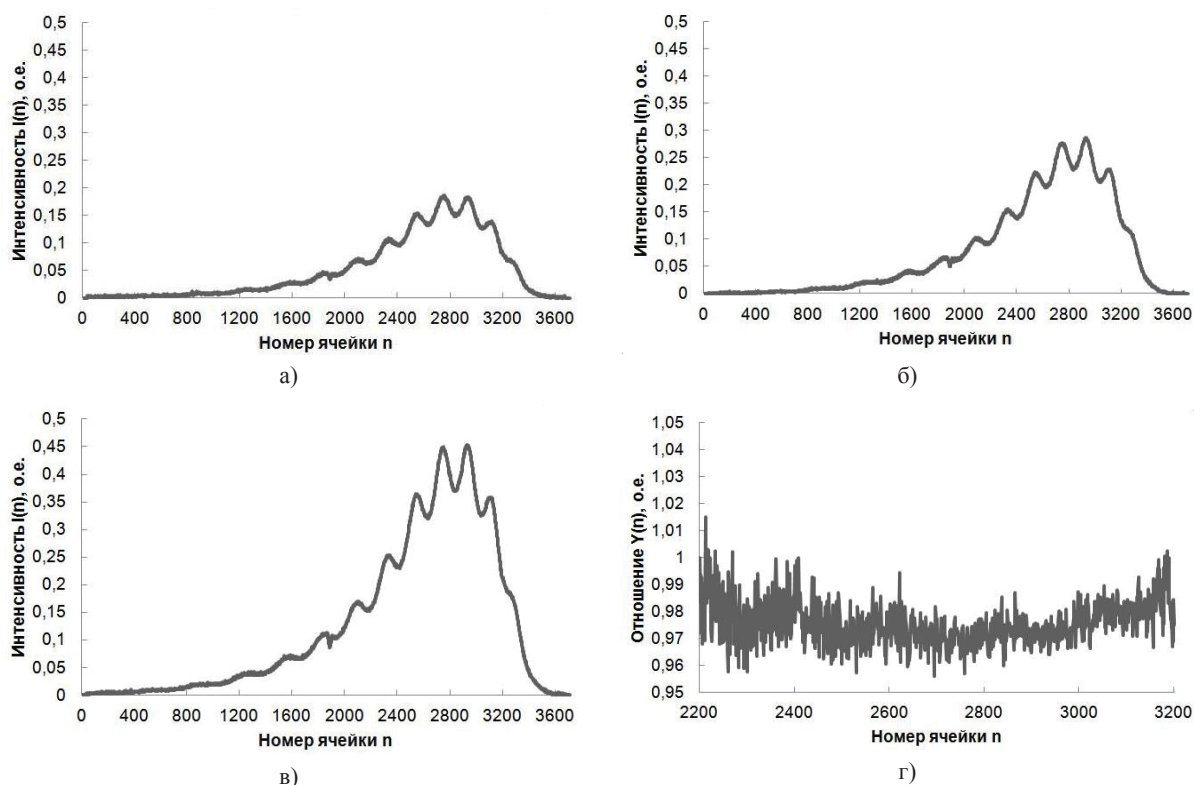 Интенсивность I(n), о.е.
0,5
0,45
0,4
0,35
0,3
0,25
0,2
0,15
0,1
0,05
0
0 400 800 1200 1600 2000 2400 2800 3200 3600
Номер ячейки n
а)
Интенсивность I(n), о.е.
0,5
0,45
0,4
0,35
0,3
0,25
0,2
0,15
0,1
0,05
0
0 400 800 1200 1600 2000 2400 2800 3200 3600
Номер ячейки n
б)
Интенсивность I(n), о.е.
0,5
0,45
0,4
0,35
0,3
0,25
0,2
0,15
0,1
0,05
0
0 400 800 1200 1600 2000 2400 2800 3200 3600
Номер ячейки n
в)
Отношение Y(n), о.е.
1,05
1,04
1,03
1,02
1,01
1
0,99
0,98
0,97
0,96
0,95
2200 2400 2600 2800 3000 3200
Номер ячейки n
г)